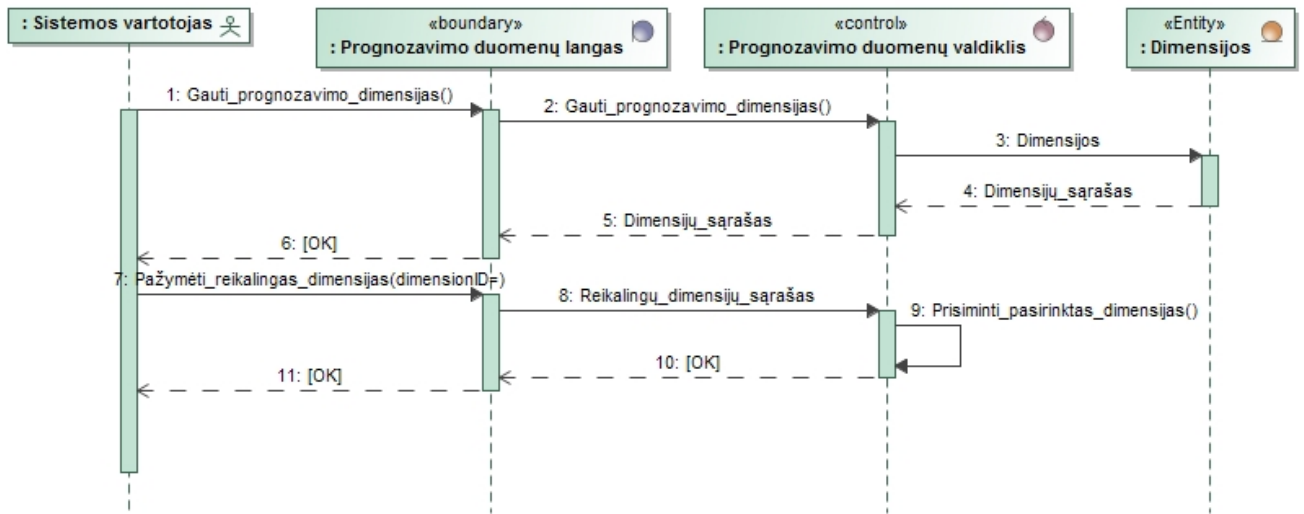 : Sistemos vartotojas
«boundary»
: Prognozavimo duomenų langas
«control»
: Prognozavimo duomenų valdiklis
«Entity»
: Dimensijos
1: Gauti_prognozavimo_dimensijas()
2: Gauti_prognozavimo_dimensijas()
3: Dimensijos
4: Dimensijų_sąrašas
5: Dimensijų_sąrašas
6: [OK]
7: Pažymėti_reikalingas_dimensijas(dimensionID=)
8: Reikalingų_dimensijų_sąrašas
9: Prisiminti_pasirinktas_dimensijas()
10: [OK]
11: [OK]